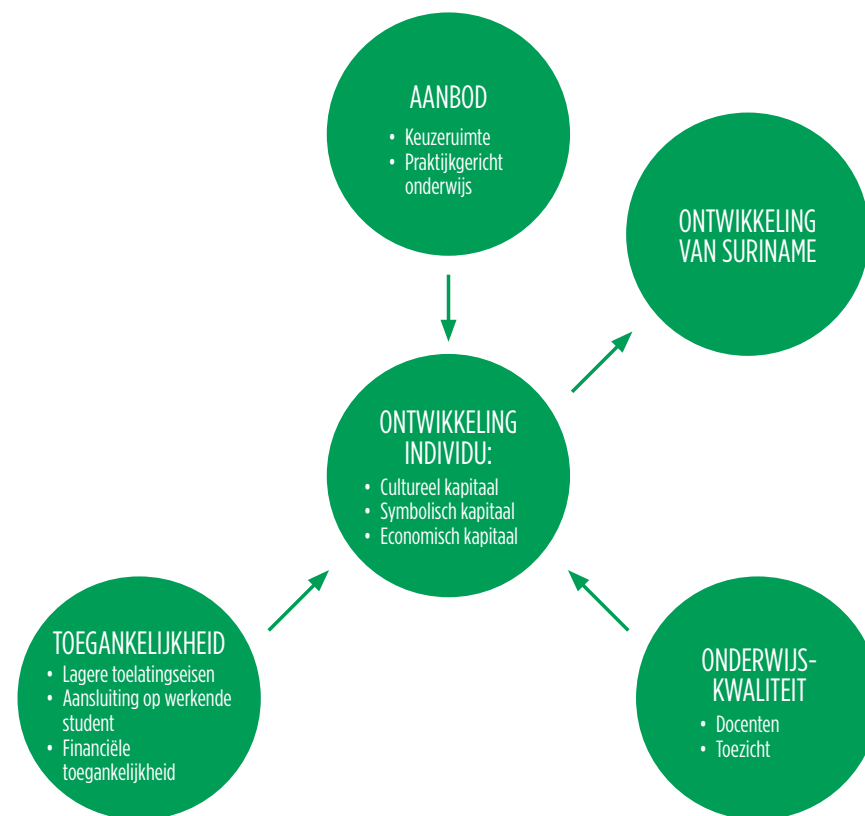 AANBOD
• Keuzeruimte
• Praktijkgericht
onderwijs
ONTWIKKELING
VAN SURINAME
ONTWIKKELING
INDIVIDU:
• Cultureel kapitaal
• Symbolisch kapitaal
• Economisch kapitaal
TOEGANKELIJKHEID
• Lagere toelatingseisen
• Aansluiting op werkende
student
• Financiële
toegankelijkheid
ONDERWIJS-
KWALITEIT
• Docenten
• Toezicht